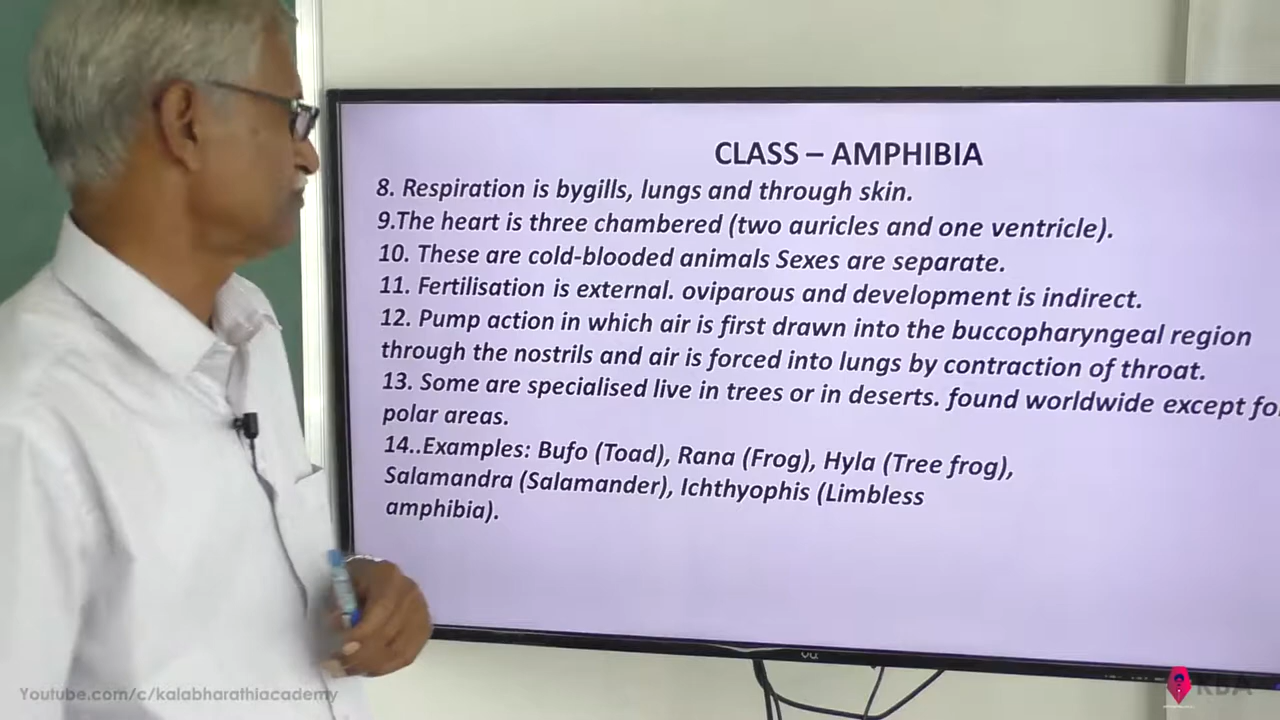 CLASS – AMPHIBIA
8. Respiration is bygills, lungs and through skin.
9.The heart is three chambered (two auricles and one ventricle).
10. These are cold-blooded animals Sexes are separate.
11. Fertilisation is external. oviparous and development is indirect.
12. Pump action in which air is first drawn into the buccopharyngeal region
through the nostrils and air is forced into lungs by contraction of throat.
13. Some are specialised live in trees or in deserts. found worldwide except fo
polar areas.
14..Examples: Bufo (Toad), Rana (Frog), Hyla (Tree frog),
Salamandra (Salamander), Ichthyophis (Limbless
amphibia).
VU
Youtube.com/c/kalabharathiacademy
KBA